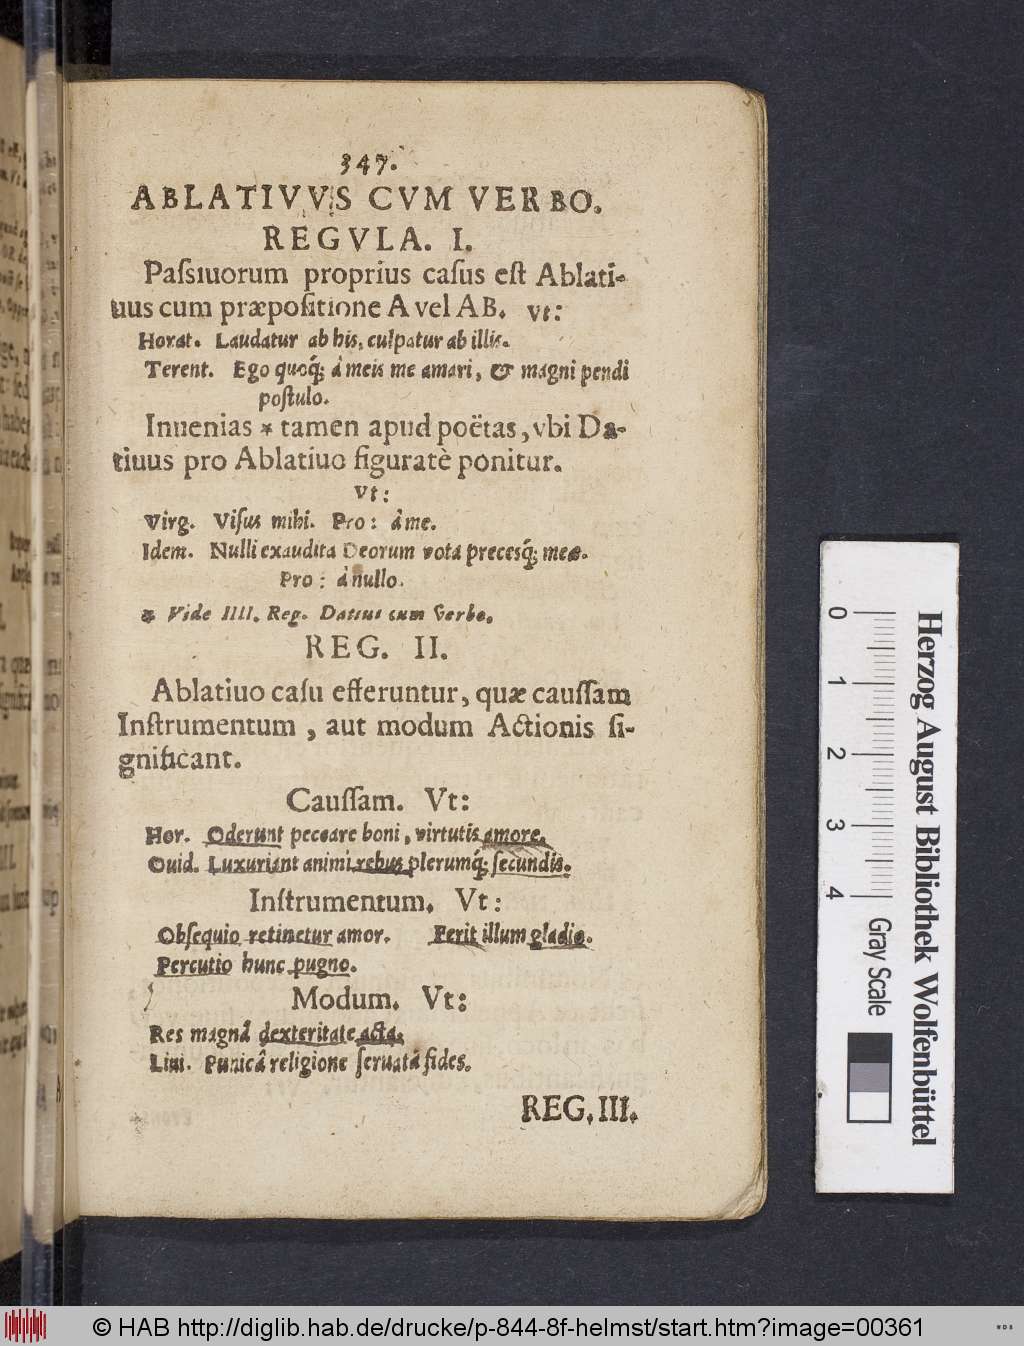 347.
ABLATIVVS CVM VERBO.
REGVLA. I.
Paſsiuorum proprius caſus eſt Ablati-
uus cum præpoſitione A vel AB. vt:
Horat. Laudatur ab his, culpatur ab illis.
Terent. Ego quoq́; à meis me amari, & magni pendi
poſtulo.
Inuenias * tamen apud poëtas, vbi Da-
tiuus pro Ablatiuo figuratè ponitur.
Vt:
Virg. Viſus mihi. Pro: à me.
Idem. Nulli exaudita Deorum vota precesq́; meæ.
Pro: à nullo.
* Vide IIII. Reg. Datiui cum Verbo.
REG. II.
Ablatiuo caſu efferuntur, quæ cauſſam
Inſtrumentum, aut modum Actionis ſi-
gnificant.
Cauſſam. Vt:
Hor. Oderunt peccare boni, virtutis amore.
Ouid. Luxuriant animi rebus plerumq́; ſecundis.
Inſtrumentum. Vt:
Obſequio retinetur amor. Ferit illum gladio.
Percutio hunc pugno.
Modum. Vt:
Res magnâ dexteritate acta.
Liui. Punicâ religione ſeruata fides.
REG. III.
0 1 2 3 4
Herzog August Bibliothek Wolfenbüttel
Gray Scale
© HAB http://diglib.hab.de/drucke/p-844-8f-helmst/start.htm?image=00361
WDB